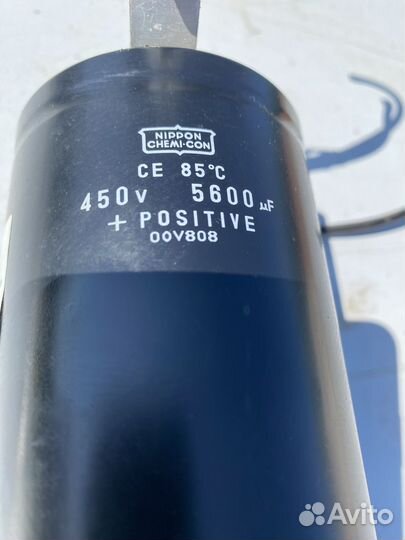 NIPPON
CHEMI-CON
CE 85°C
450V 5600µF
+ POSITIVE
00V808
Avito